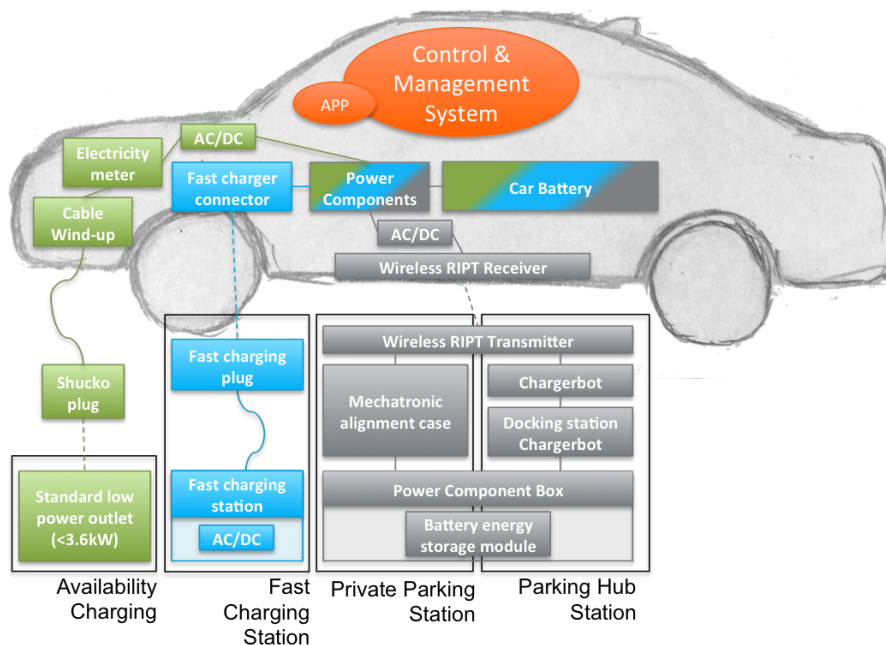 Control &
Management
System
APP
AC/DC
Electricity
meter
Fast charger
connector
Power
Components
Car Battery
Cable
Wind-up
AC/DC
Wireless RIPT Receiver
Wireless RIPT Transmitter
Fast charging
plug
Shucko
plug
Mechatronic
alignment case
Chargerbot
Docking station
Chargerbot
Standard low
power outlet
(<3.6kW)
Fast charging
station
AC/DC
Power Component Box
Battery energy
storage module
Availability
Charging
Fast
Charging
Station
Private Parking
Station
Parking Hub
Station